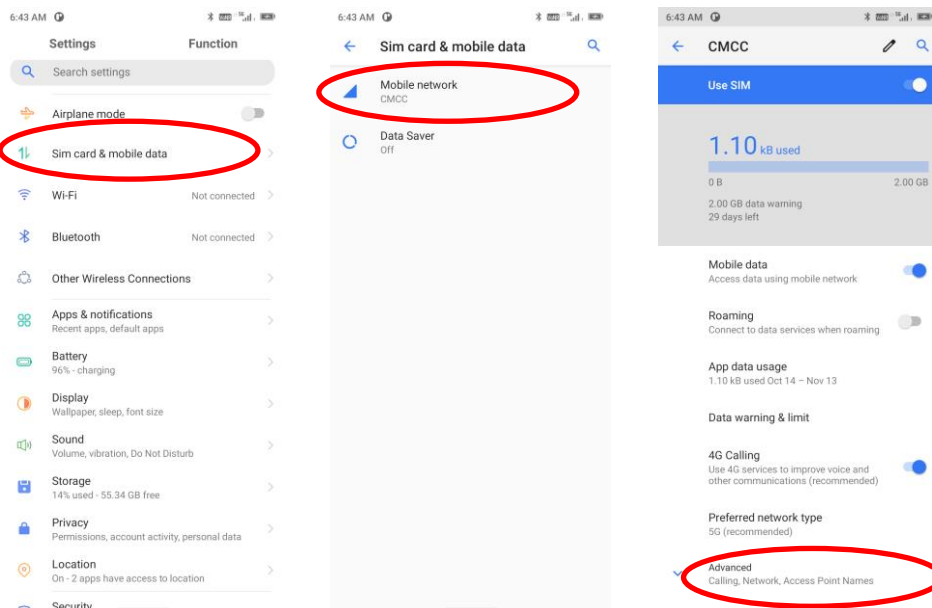 6:43 AM
Settings Function
Search settings
Airplane mode
Sim card & mobile data
Wi-Fi Not connected
Bluetooth Not connected
Other Wireless Connections
Apps & notifications
Recent apps, default apps
Battery
96% - charging
Display
Wallpaper, sleep, font size
Sound
Volume, vibration, Do Not Disturb
Storage
14% used - 55.34 GB free
Privacy
Permissions, account activity, personal data
Location
On - 2 apps have access to location
Security
6:43 AM
Sim card & mobile data
Mobile network
CMCC
Data Saver
Off
6:43 AM
CMCC
Use SIM
1.10 kB used
0 B 2.00 GB
2.00 GB data warning
29 days left
Mobile data
Access data using mobile network
Roaming
Connect to data services when roaming
App data usage
1.10 kB used Oct 14 – Nov 13
Data warning & limit
4G Calling
Use 4G services to improve voice and
other communications (recommended)
Preferred network type
5G (recommended)
Advanced
Calling, Network, Access Point Names